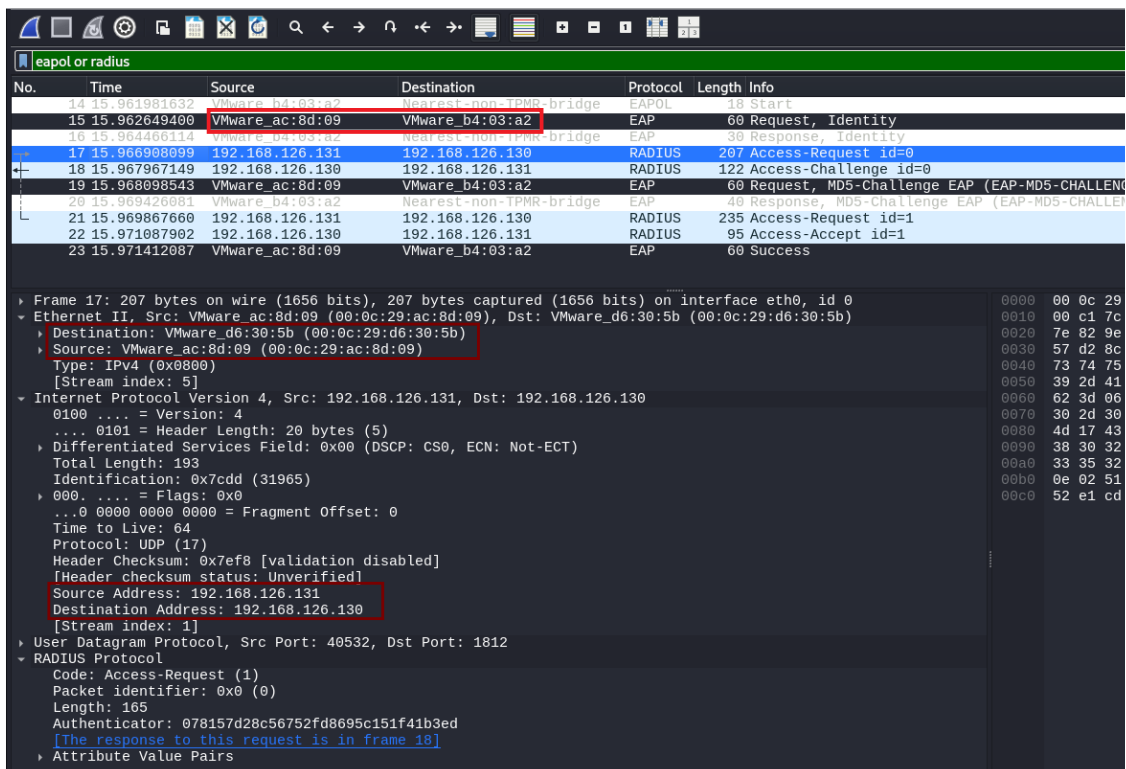 eapol or radius
No. Time Source Destination Protocol Length Info
14 15.961981632 VMware_b4:03:a2 Nearest-non-TPMR-bridge EAPOL 18 Start
15 15.962649400 VMware_ac:8d:09 VMware_b4:03:a2 EAP 60 Request, Identity
16 15.964466114 VMware_b4:03:a2 Nearest-non-TPMR-bridge EAP 30 Response, Identity
17 15.966908099 192.168.126.131 192.168.126.130 RADIUS 207 Access-Request id=0
18 15.967967149 192.168.126.130 192.168.126.131 RADIUS 122 Access-Challenge id=0
19 15.968098543 VMware_ac:8d:09 VMware_b4:03:a2 EAP 60 Request, MD5-Challenge EAP (EAP-MD5-CHALLENG
20 15.969426081 VMware_b4:03:a2 Nearest-non-TPMR-bridge EAP 40 Response, MD5-Challenge EAP (EAP-MD5-CHALLEN
21 15.969867660 192.168.126.131 192.168.126.130 RADIUS 235 Access-Request id=1
22 15.971087902 192.168.126.130 192.168.126.131 RADIUS 95 Access-Accept id=1
23 15.971412087 VMware_ac:8d:09 VMware_b4:03:a2 EAP 60 Success
Frame 17: 207 bytes on wire (1656 bits), 207 bytes captured (1656 bits) on interface eth0, id 0
Ethernet II, Src: VMware_ac:8d:09 (00:0c:29:ac:8d:09), Dst: VMware_d6:30:5b (00:0c:29:d6:30:5b)
Destination: VMware_d6:30:5b (00:0c:29:d6:30:5b)
Source: VMware_ac:8d:09 (00:0c:29:ac:8d:09)
Type: IPv4 (0x0800)
[Stream index: 5]
Internet Protocol Version 4, Src: 192.168.126.131, Dst: 192.168.126.130
0100 .... = Version: 4
.... 0101 = Header Length: 20 bytes (5)
Differentiated Services Field: 0x00 (DSCP: CS0, ECN: Not-ECT)
Total Length: 193
Identification: 0x7cdd (31965)
000. .... = Flags: 0x0
...0 0000 0000 0000 = Fragment Offset: 0
Time to Live: 64
Protocol: UDP (17)
Header Checksum: 0x7ef8 [validation disabled]
[Header checksum status: Unverified]
Source Address: 192.168.126.131
Destination Address: 192.168.126.130
[Stream index: 1]
User Datagram Protocol, Src Port: 40532, Dst Port: 1812
RADIUS Protocol
Code: Access-Request (1)
Packet identifier: 0x0 (0)
Length: 165
Authenticator: 078157d28c56752fd8695c151f41b3ed
[The response to this request is in frame 18]
Attribute Value Pairs
0000 00 0c 29
0010 00 c1 7c
0020 7e 82 9e
0030 57 d2 8c
0040 73 74 75
0050 39 2d 41
0060 62 3d 06
0070 30 2d 30
0080 4d 17 43
0090 38 30 32
00a0 33 35 32
00b0 0e 02 51
00c0 52 e1 cd